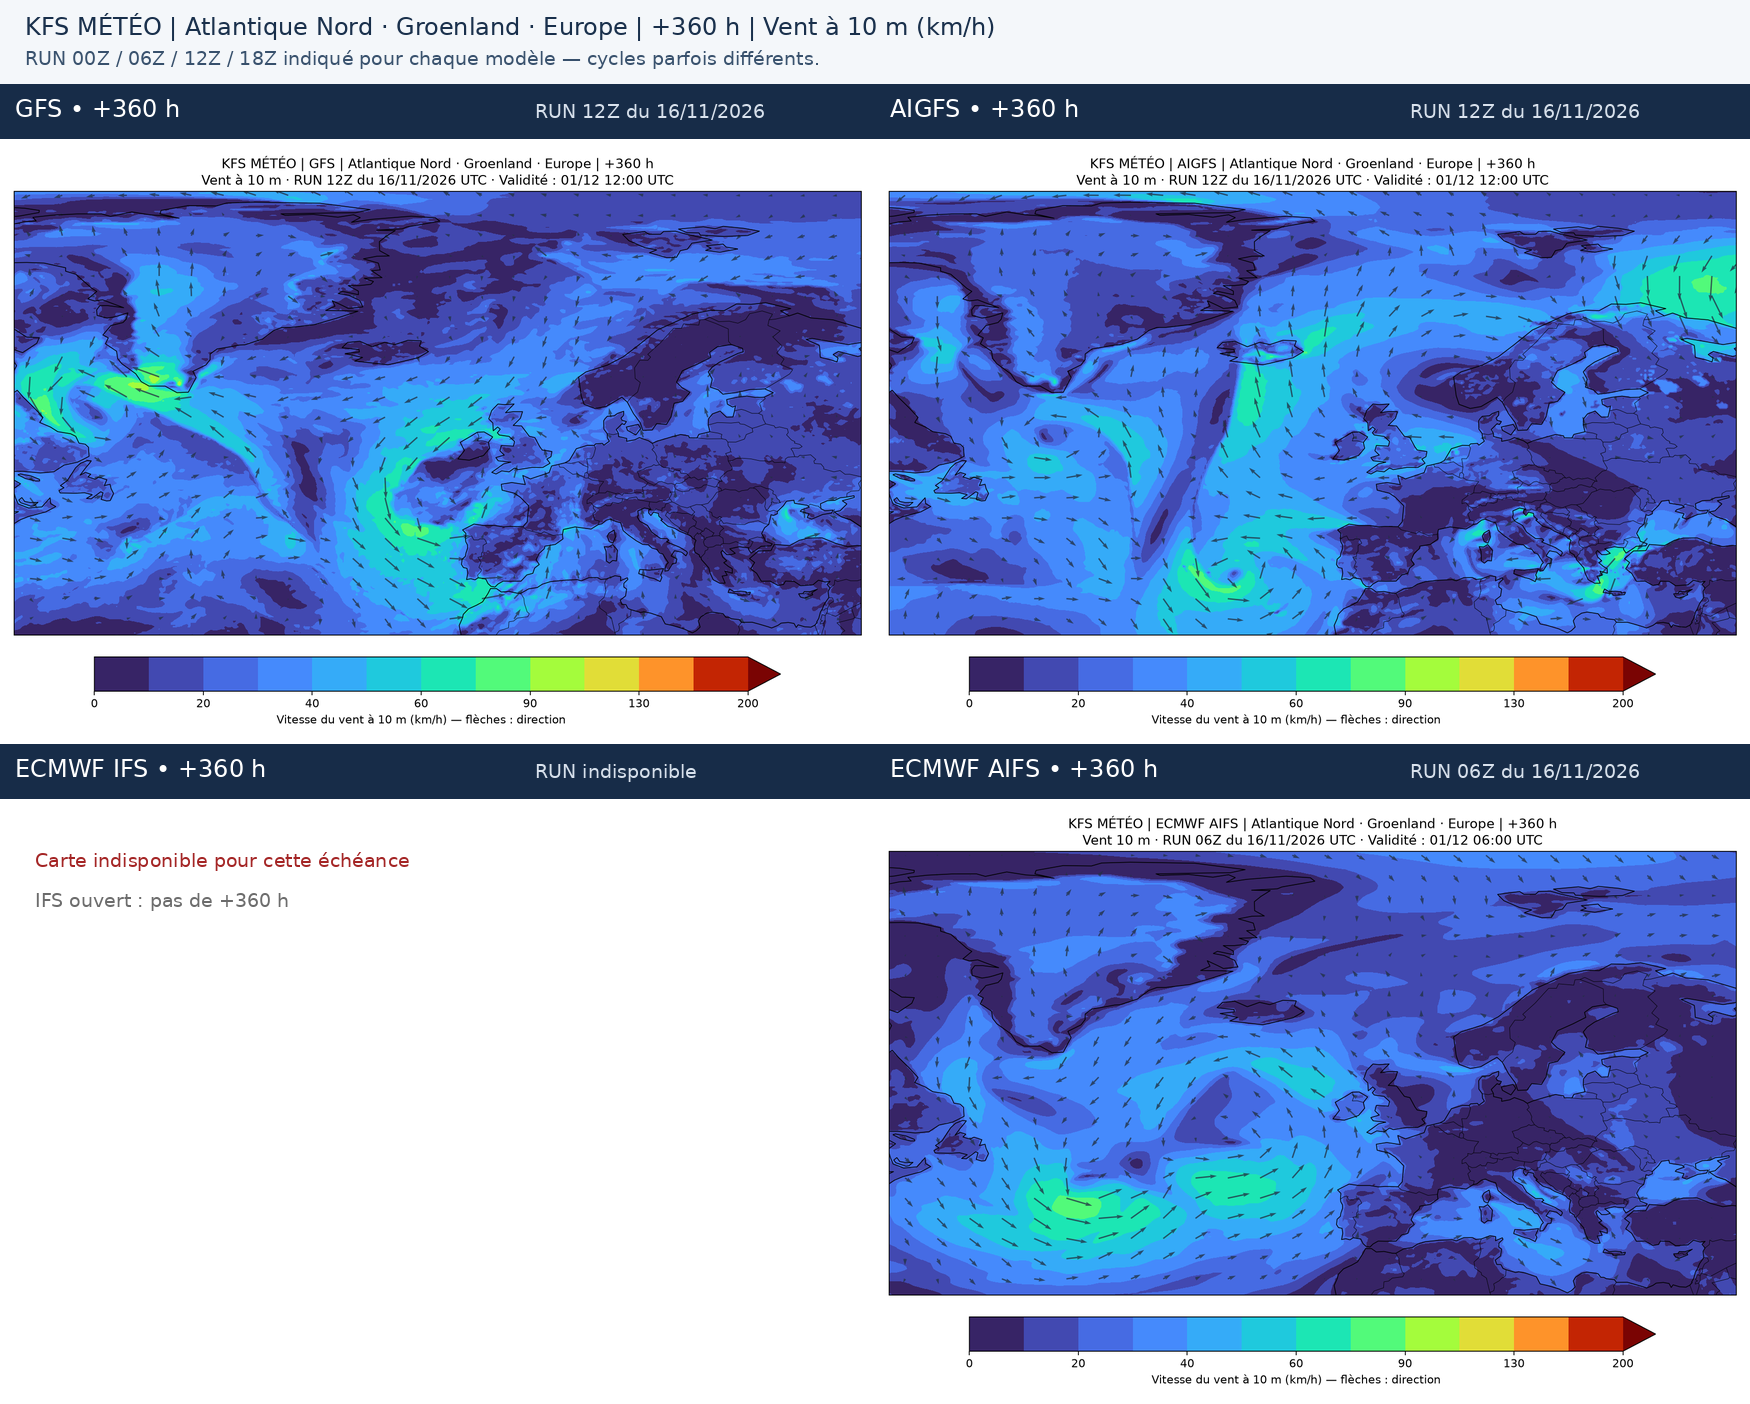 KFS MÉTÉO | Atlantique Nord · Groenland · Europe | +360 h | Vent à 10 m (km/h)
RUN 00Z / 06Z / 12Z / 18Z indiqué pour chaque modèle — cycles parfois différents.
GFS • +360 h
RUN 12Z du 16/11/2026
KFS MÉTÉO | GFS | Atlantique Nord · Groenland · Europe | +360 h
Vent à 10 m · RUN 12Z du 16/11/2026 UTC · Validité : 01/12 12:00 UTC
0 20 40 60 90 130 200
Vitesse du vent à 10 m (km/h) — flèches : direction
AIGFS • +360 h
RUN 12Z du 16/11/2026
KFS MÉTÉO | AIGFS | Atlantique Nord · Groenland · Europe | +360 h
Vent à 10 m · RUN 12Z du 16/11/2026 UTC · Validité : 01/12 12:00 UTC
0 20 40 60 90 130 200
Vitesse du vent à 10 m (km/h) — flèches : direction
ECMWF IFS • +360 h
RUN indisponible
Carte indisponible pour cette échéance
IFS ouvert : pas de +360 h
ECMWF AIFS • +360 h
RUN 06Z du 16/11/2026
KFS MÉTÉO | ECMWF AIFS | Atlantique Nord · Groenland · Europe | +360 h
Vent 10 m · RUN 06Z du 16/11/2026 UTC · Validité : 01/12 06:00 UTC
0 20 40 60 90 130 200
Vitesse du vent à 10 m (km/h) — flèches : direction